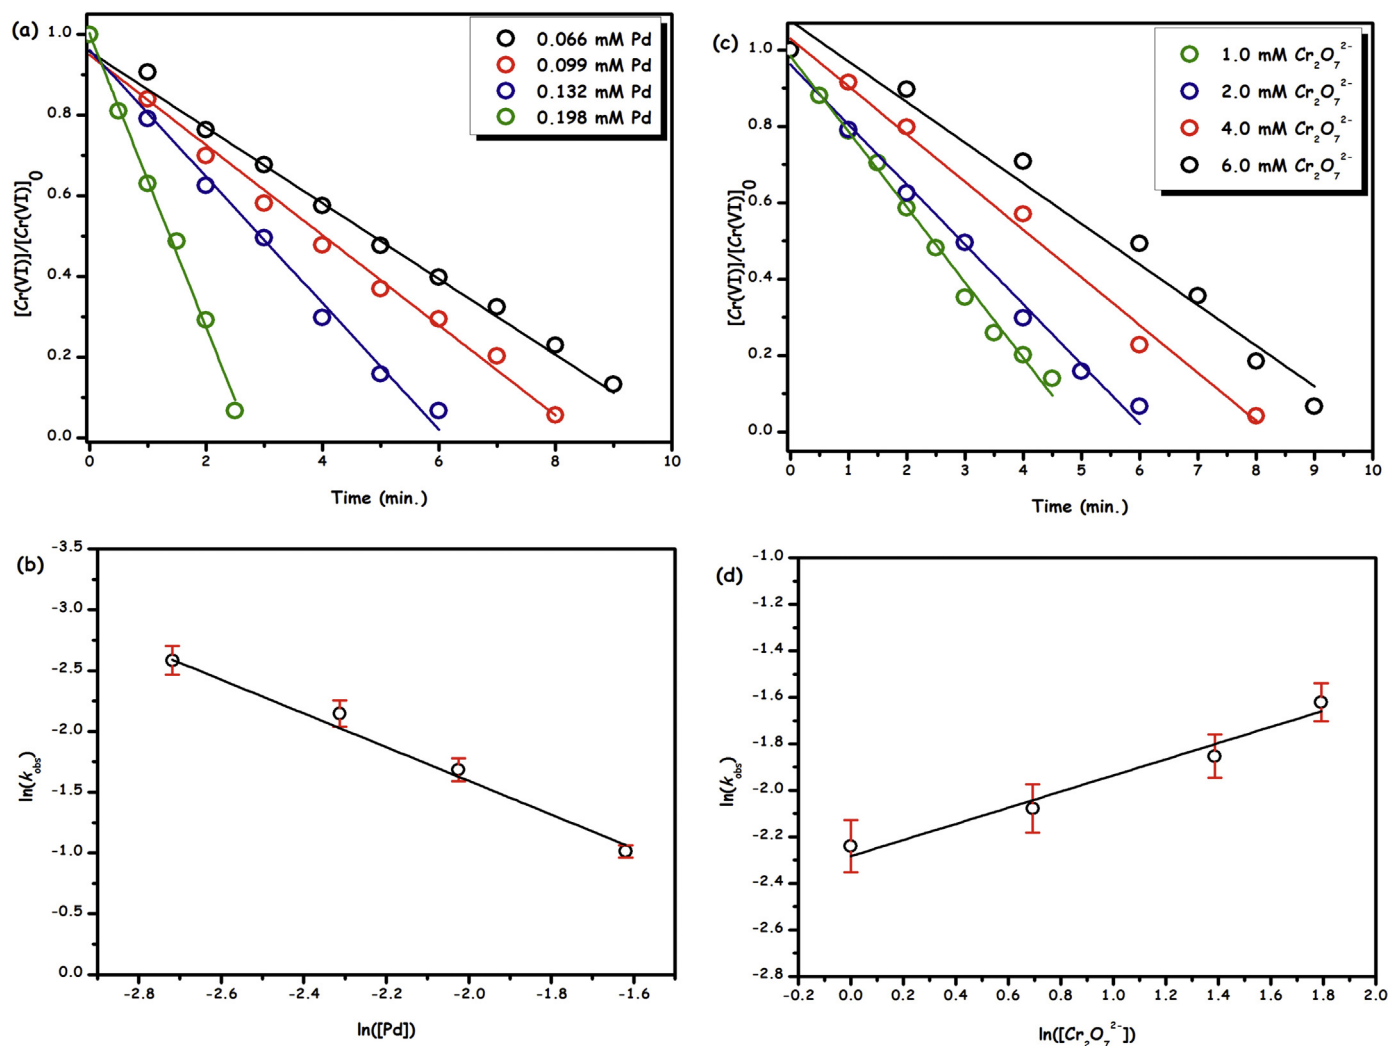 (a)
1.0
0.8
0.6
0.4
0.2
0.0
[Cr(VI)]/[Cr(VI)]0
0.066 mM Pd
0.099 mM Pd
0.132 mM Pd
0.198 mM Pd
0 2 4 6 8 10
Time (min.)
(c)
1.0
0.8
0.6
0.4
0.2
0.0
[Cr(VI)]/[Cr(VI)]0
1.0 mM Cr2O7 2-
2.0 mM Cr2O7 2-
4.0 mM Cr2O7 2-
6.0 mM Cr2O7 2-
0 1 2 3 4 5 6 7 8 9 10
Time (min.)
(b)
-3.5
-3.0
-2.5
-2.0
-1.5
-1.0
-0.5
0.0
ln(kobs)
-2.8 -2.6 -2.4 -2.2 -2.0 -1.8 -1.6
ln([Pd])
(d)
-1.0
-1.2
-1.4
-1.6
-1.8
-2.0
-2.2
-2.4
-2.6
-2.8
ln(kobs)
-0.2 0.0 0.2 0.4 0.6 0.8 1.0 1.2 1.4 1.6 1.8 2.0
ln([Cr2O7 2-])